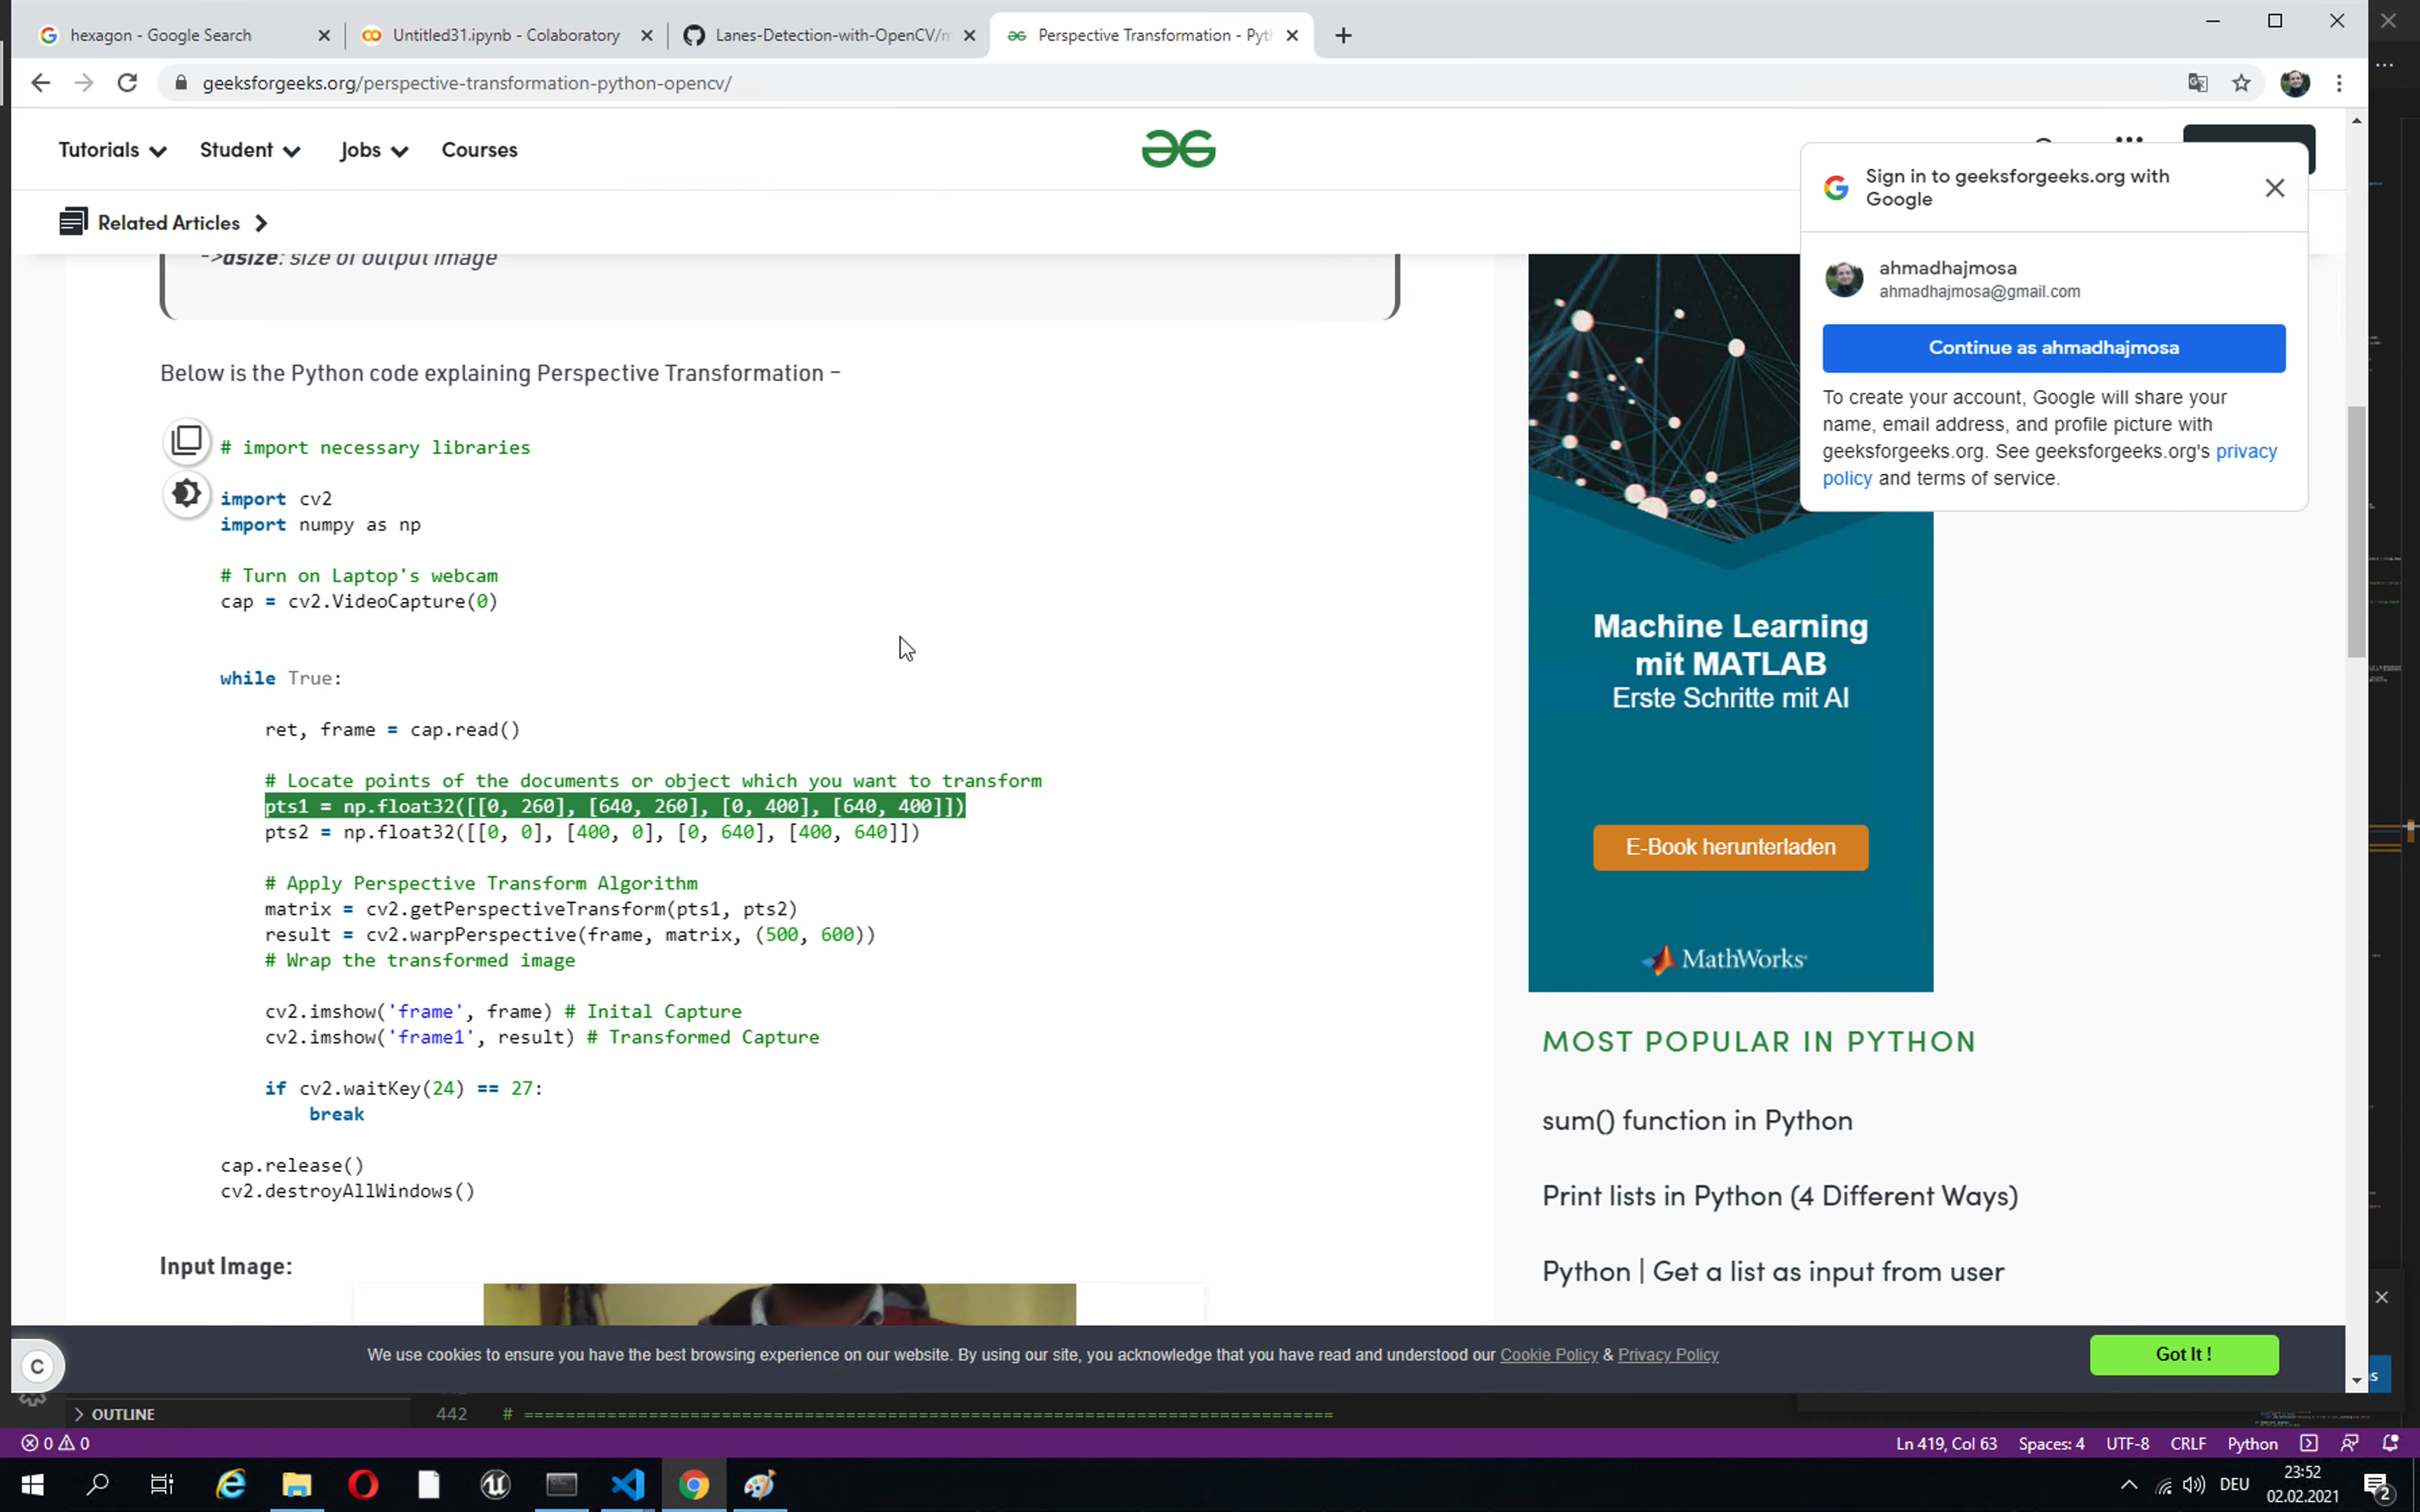 hexagon - Google Search
Untitled31.ipynb - Colaboratory
Lanes-Detection-with-OpenCV/m
Perspective Transformation - Pyth
geeksforgeeks.org/perspective-transformation-python-opencv/
Tutorials
Student
Jobs
Courses
Related Articles
Sign in to geeksforgeeks.org with
Google
ahmadhajmosa
ahmadhajmosa@gmail.com
Continue as ahmadhajmosa
To create your account, Google will share your
name, email address, and profile picture with
geeksforgeeks.org. See geeksforgeeks.org's privacy
policy and terms of service.
->dsize: size of output image
Below is the Python code explaining Perspective Transformation –
# import necessary libraries
import cv2
import numpy as np
# Turn on Laptop's webcam
cap = cv2.VideoCapture(0)
while True:
ret, frame = cap.read()
# Locate points of the documents or object which you want to transform
pts1 = np.float32([[0, 260], [640, 260], [0, 400], [640, 400]])
pts2 = np.float32([[0, 0], [400, 0], [0, 640], [400, 640]])
# Apply Perspective Transform Algorithm
matrix = cv2.getPerspectiveTransform(pts1, pts2)
result = cv2.warpPerspective(frame, matrix, (500, 600))
# Wrap the transformed image
cv2.imshow('frame', frame) # Inital Capture
cv2.imshow('frame1', result) # Transformed Capture
if cv2.waitKey(24) == 27:
break
cap.release()
cv2.destroyAllWindows()
Input Image:
Machine Learning
mit MATLAB
Erste Schritte mit AI
E-Book herunterladen
MathWorks
MOST POPULAR IN PYTHON
sum() function in Python
Print lists in Python (4 Different Ways)
Python | Get a list as input from user
C
We use cookies to ensure you have the best browsing experience on our website. By using our site, you acknowledge that you have read and understood our Cookie Policy & Privacy Policy
Got It !
OUTLINE
442 # ==============================================================================
0 0
Ln 419, Col 63
Spaces: 4
UTF-8
CRLF
Python
DEU
23:52
02.02.2021
2